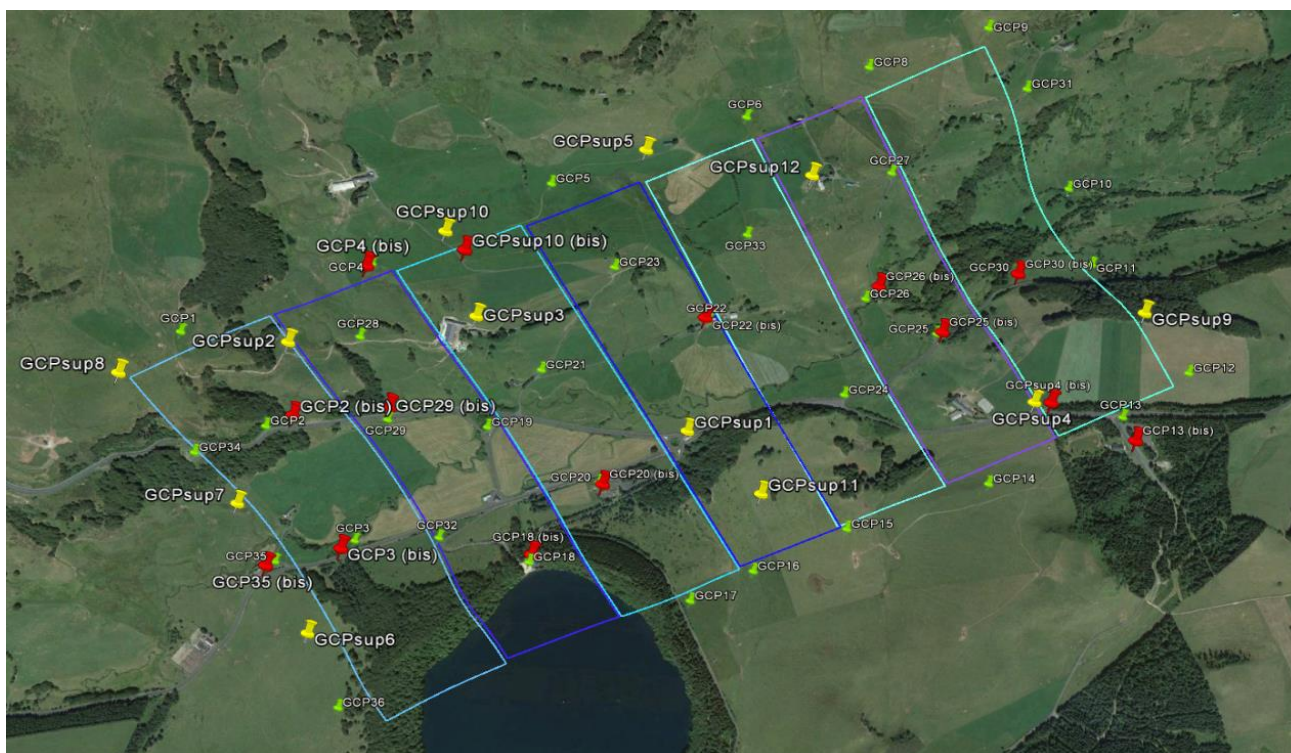 GCP9
GCP8
GCP31
GCP6
GCPsup5
GCPsup12
GCP27
GCP5
GCP10
GCPsup10
GCP33
GCP4 (bis)
GCPsup10 (bis)
GCP4
GCP23
GCP30
GCP30 (bis)
GCP11
GCP26 (bis)
GCP26
GCPsup3
GCP22
GCP22 (bis)
GCPsup9
GCP1
GCP28
GCPsup2
GCP25
GCP25 (bis)
GCPsup8
GCP21
GCP12
GCP24
GCPsup4 (bis)
GCP2 (bis)
GCP29 (bis)
GCPsup4
GCP13
GCP2
GCP29
GCP19
GCPsup1
GCP13 (bis)
GCP34
GCP20
GCP20 (bis)
GCP14
GCPsup11
GCPsup7
GCP15
GCP3
GCP32
GCP18 (bis)
GCP3 (bis)
GCP35
GCP18
GCP16
GCP35 (bis)
GCP17
GCPsup6
GCP36